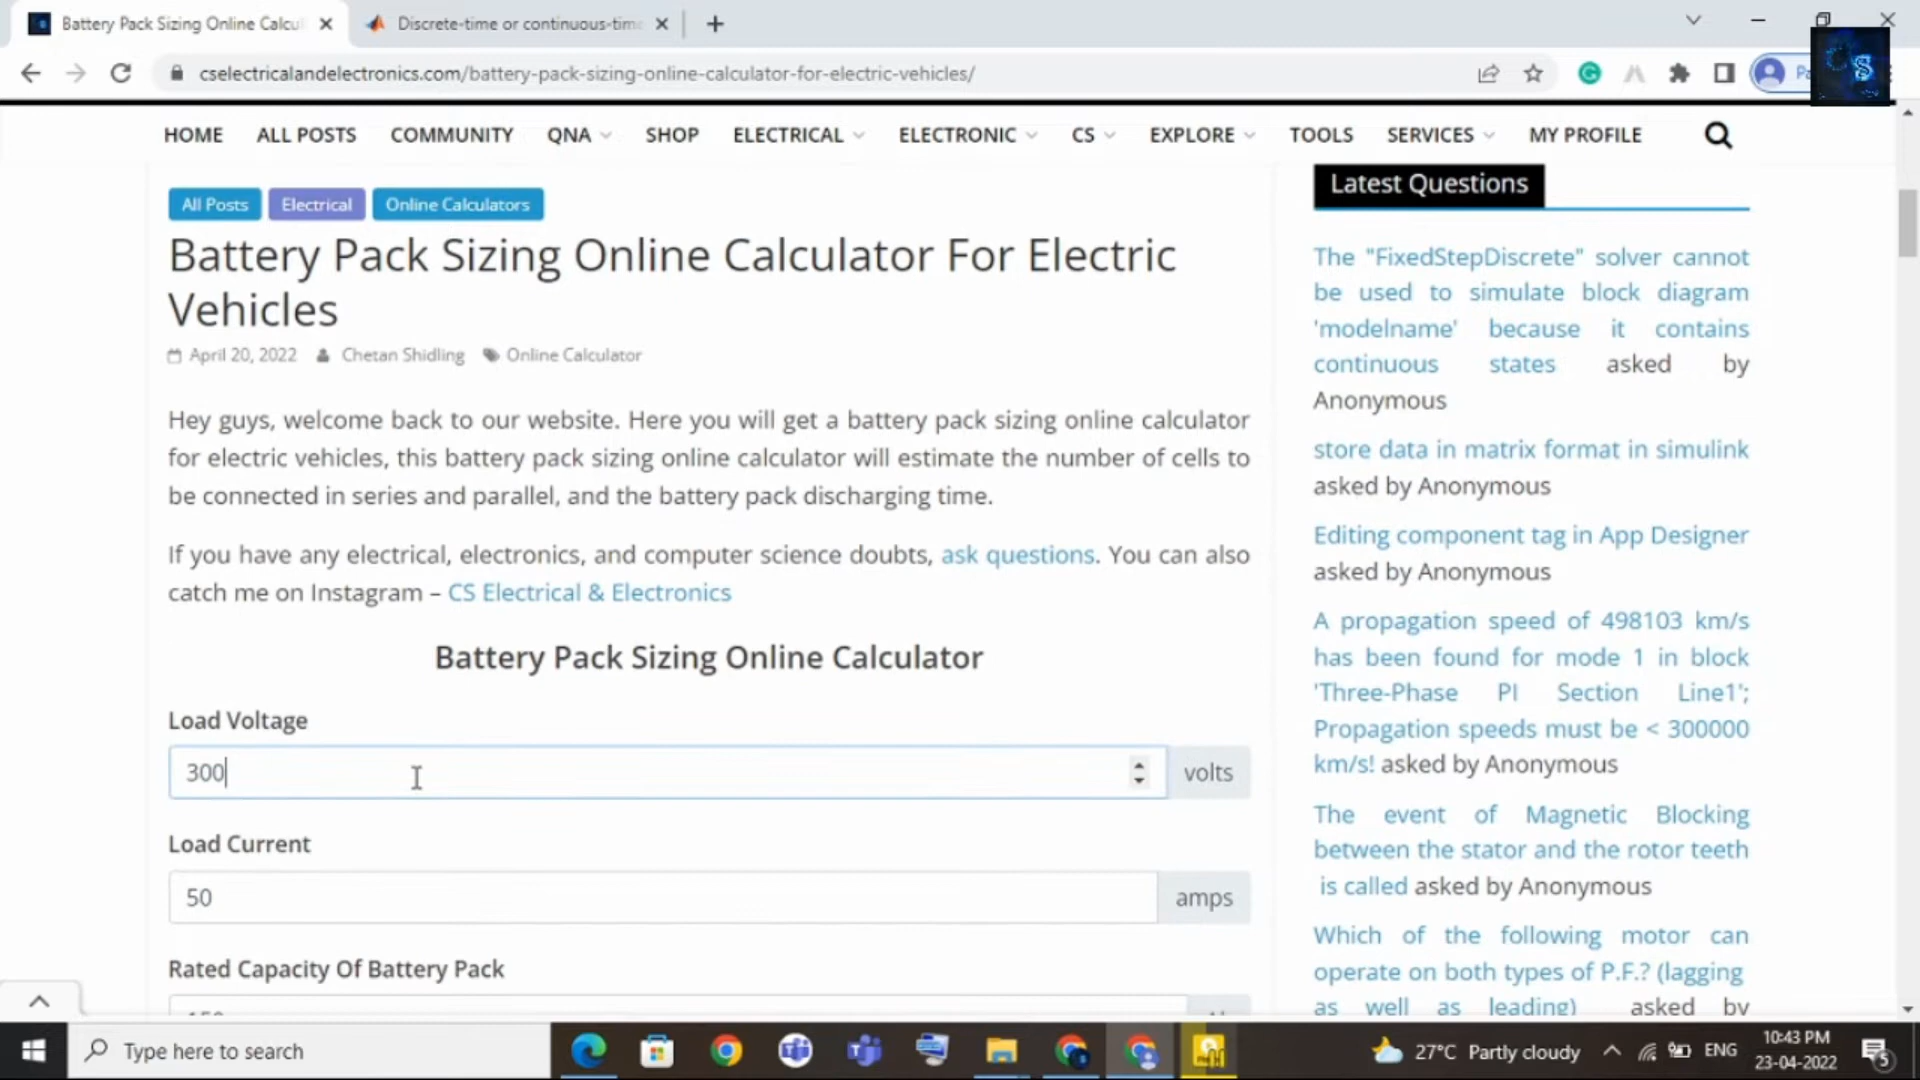 Battery Pack Sizing Online Calcul
Discrete-time or continuous-time
cselectricalandelectronics.com/battery-pack-sizing-online-calculator-for-electric-vehicles/
HOME ALL POSTS COMMUNITY QNA SHOP ELECTRICAL ELECTRONIC CS EXPLORE TOOLS SERVICES MY PROFILE
All Posts Electrical Online Calculators
Battery Pack Sizing Online Calculator For Electric
Vehicles
April 20, 2022 Chetan Shidling Online Calculator
Hey guys, welcome back to our website. Here you will get a battery pack sizing online calculator
for electric vehicles, this battery pack sizing online calculator will estimate the number of cells to
be connected in series and parallel, and the battery pack discharging time.
If you have any electrical, electronics, and computer science doubts, ask questions. You can also
catch me on Instagram – CS Electrical & Electronics
Battery Pack Sizing Online Calculator
Load Voltage
300 volts
Load Current
50 amps
Rated Capacity Of Battery Pack
Latest Questions
The "FixedStepDiscrete" solver cannot
be used to simulate block diagram
'modelname' because it contains
continuous states asked by
Anonymous
store data in matrix format in simulink
asked by Anonymous
Editing component tag in App Designer
asked by Anonymous
A propagation speed of 498103 km/s
has been found for mode 1 in block
'Three-Phase PI Section Line1';
Propagation speeds must be < 300000
km/s! asked by Anonymous
The event of Magnetic Blocking
between the stator and the rotor teeth
is called asked by Anonymous
Which of the following motor can
operate on both types of P.F.? (lagging
as well as leading) asked by
Type here to search
27°C Partly cloudy
ENG
10:43 PM
23-04-2022
5